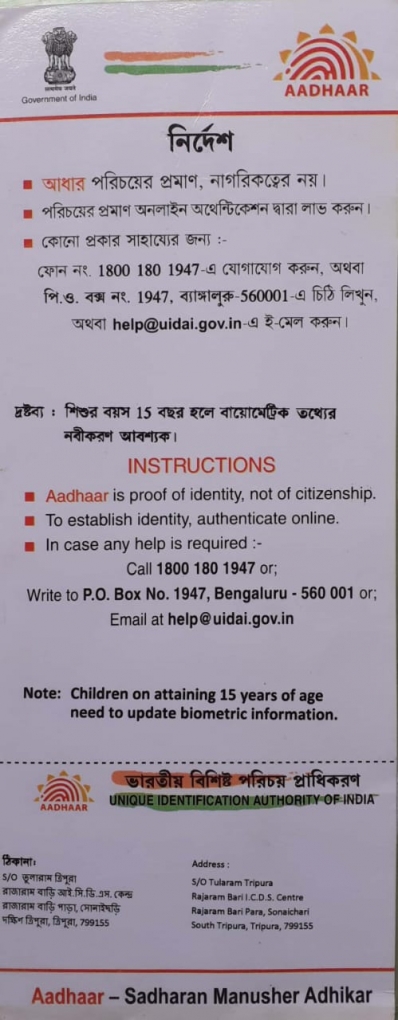 सत्यमेव जयते
Government of India
AADHAAR
নির্দেশ
আধার পরিচয়ের প্রমাণ, নাগরিকত্বের নয়।
পরিচয়ের প্রমাণ অনলাইন অথেন্টিকেশন দ্বারা লাভ করুন।
কোনো প্রকার সাহায্যের জন্য :-
ফোন নং. 1800 180 1947-এ যোগাযোগ করুন, অথবা
পি.ও. বক্স নং. 1947, ব্যাঙ্গালুরু-560001-এ চিঠি লিখুন,
অথবা help@uidai.gov.in-এ ই-মেল করুন।
দ্রষ্টব্য : শিশুর বয়স 15 বছর হলে বায়োমেট্রিক তথ্যের
নবীকরণ আবশ্যক।
INSTRUCTIONS
Aadhaar is proof of identity, not of citizenship.
To establish identity, authenticate online.
In case any help is required :-
Call 1800 180 1947 or;
Write to P.O. Box No. 1947, Bengaluru - 560 001 or;
Email at help@uidai.gov.in
Note: Children on attaining 15 years of age
need to update biometric information.
AADHAAR
ভারতীয় বিশিষ্ট পরিচয় প্রাধিকরণ
UNIQUE IDENTIFICATION AUTHORITY OF INDIA
ঠিকানা:
S/O তুলারাম ত্রিপুরা
রাজারাম বাড়ি আই.সি.ডি.এস. কেন্দ্র
রাজারাম বাড়ি পাড়া, সোনাইছড়ি
দক্ষিন ত্রিপুরা, ত্রিপুরা, 799155
Address :
S/O Tularam Tripura
Rajaram Bari I.C.D.S. Centre
Rajaram Bari Para, Sonaichari
South Tripura, Tripura, 799155
Aadhaar – Sadharan Manusher Adhikar